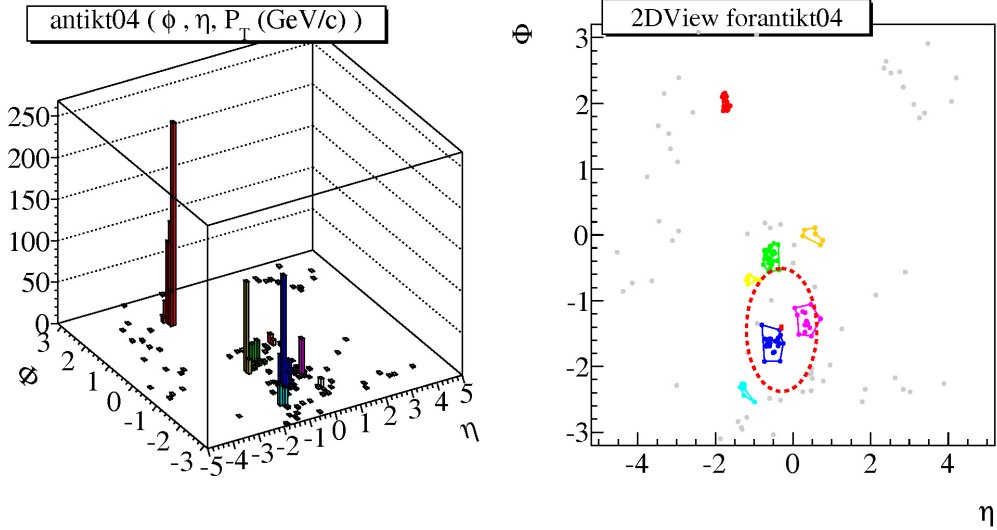 antikt04 ( ϕ , η, P_T (GeV/c) )
250
200
150
100
50
0
3
2
1
0
-1
-2
-3
Φ
-5 -4 -3 -2 -1 0 1 2 3 4 5
η
2DView forantikt04
Φ
3
2
1
0
-1
-2
-3
-4 -2 0 2 4
η